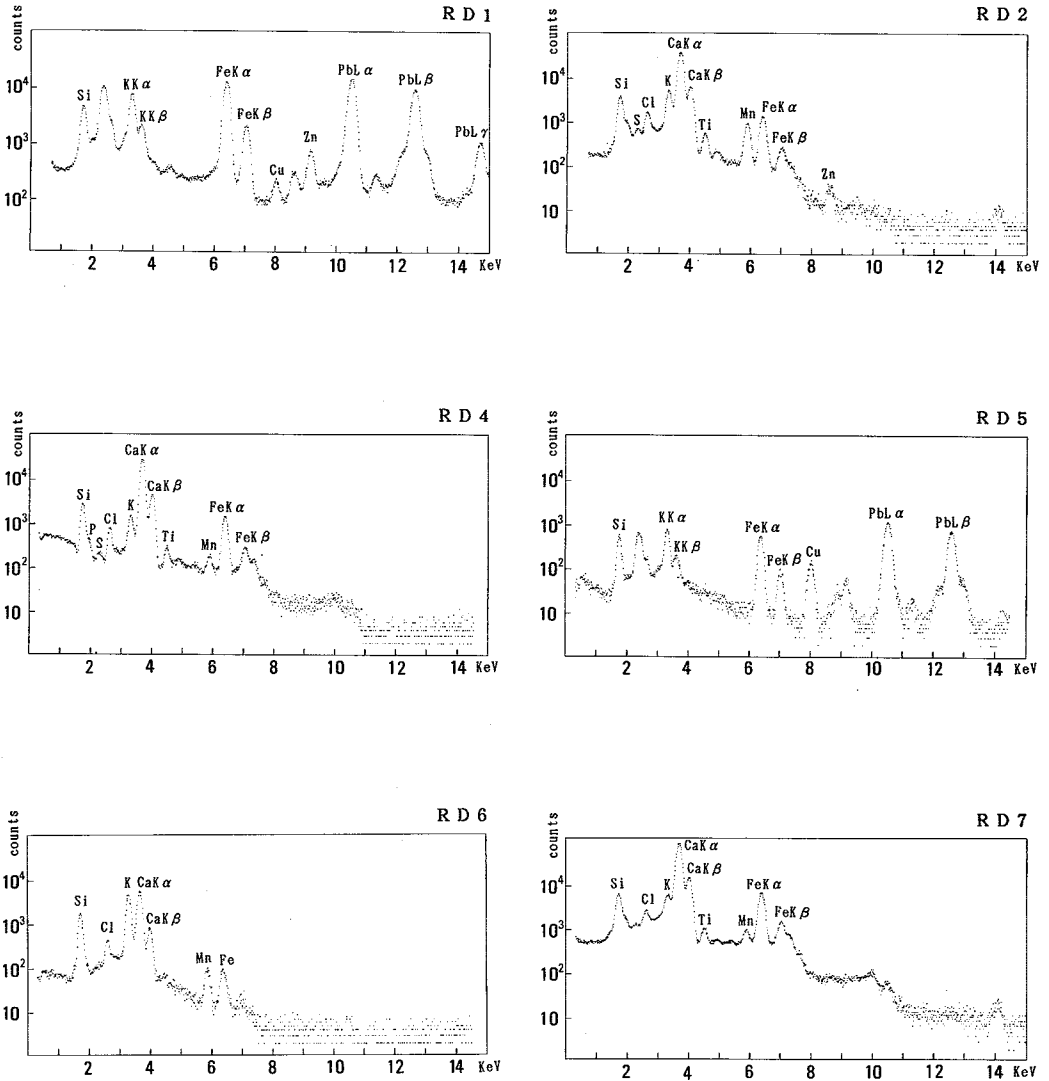 RD1
counts
10⁴
10³
10²
Si
KKα
KKβ
FeKα
FeKβ
Cu
Zn
PbLα
PbLβ
PbLγ
2 4 6 8 10 12 14 KeV
RD2
counts
10⁴
10³
10²
10
Si
S
Cl
K
CaKα
CaKβ
Ti
Mn
FeKα
FeKβ
Zn
2 4 6 8 10 12 14 KeV
RD4
counts
10⁴
10³
10²
10
Si
P
S
Cl
K
CaKα
CaKβ
Ti
Mn
FeKα
FeKβ
2 4 6 8 10 12 14 KeV
RD5
counts
10⁴
10³
10²
10
Si
KKα
KKβ
FeKα
FeKβ
Cu
PbLα
PbLβ
2 4 6 8 10 12 14 KeV
RD6
counts
10⁴
10³
10²
10
Si
Cl
K
CaKα
CaKβ
Mn
Fe
2 4 6 8 10 12 14 KeV
RD7
counts
10⁴
10³
10²
10
Si
Cl
K
CaKα
CaKβ
Ti
Mn
FeKα
FeKβ
2 4 6 8 10 12 14 KeV